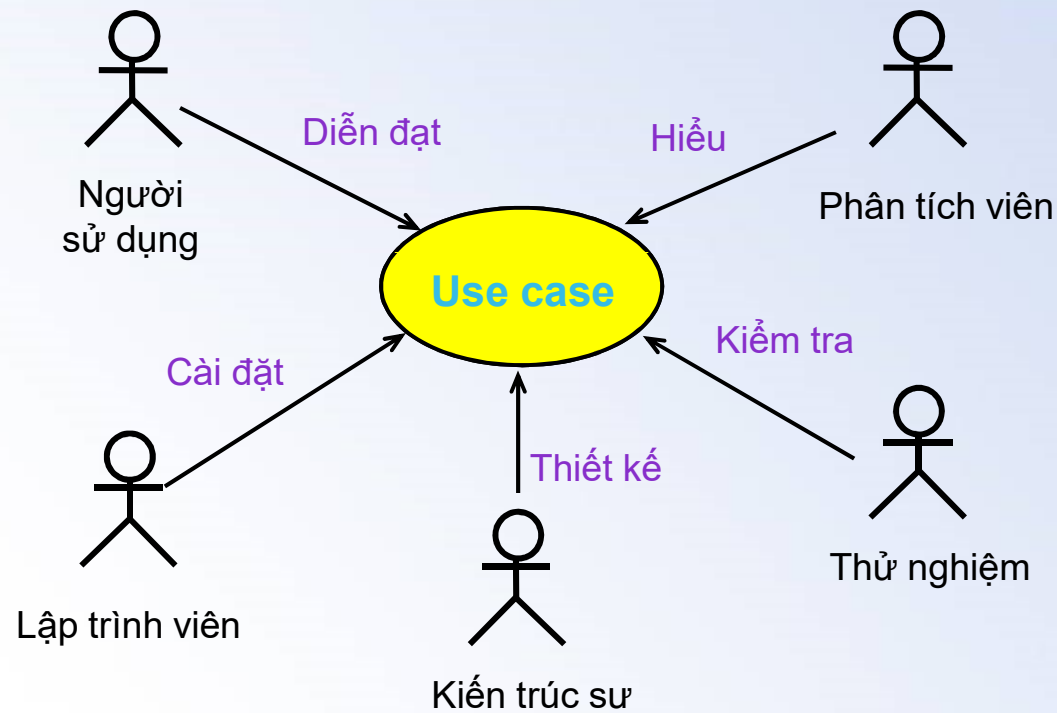 Diễn đạt
Hiểu
Người
sử dụng
Phân tích viên
Use case
Cài đặt
Kiểm tra
Thiết kế
Thử nghiệm
Lập trình viên
Kiến trúc sư